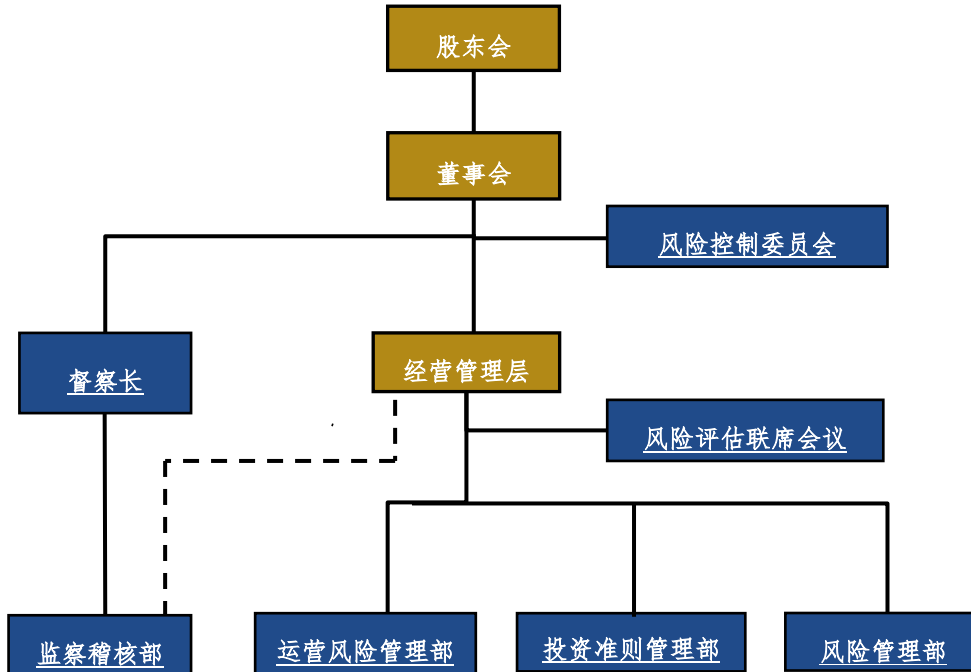 股东会
董事会
风险控制委员会
督察长
经营管理层
风险评估联席会议
监察稽核部
运营风险管理部
投资准则管理部
风险管理部